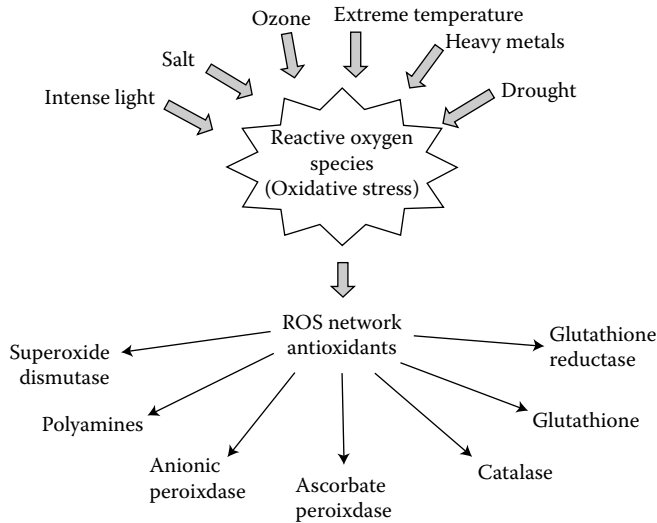 Ozone
Extreme temperature
Heavy metals
Salt
Drought
Intense light
Reactive oxygen
species
(Oxidative stress)
ROS network
antioxidants
Superoxide
dismutase
Glutathione
reductase
Polyamines
Glutathione
Anionic
peroixdase
Ascorbate
peroixdase
Catalase